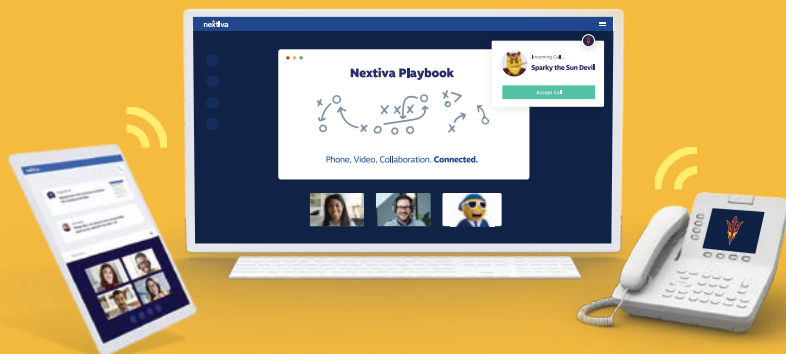 nextiva
Nextiva Playbook
Phone, Video, Collaboration. Connected.
Incoming Call...
Sparky the Sun Devil
Accept Call